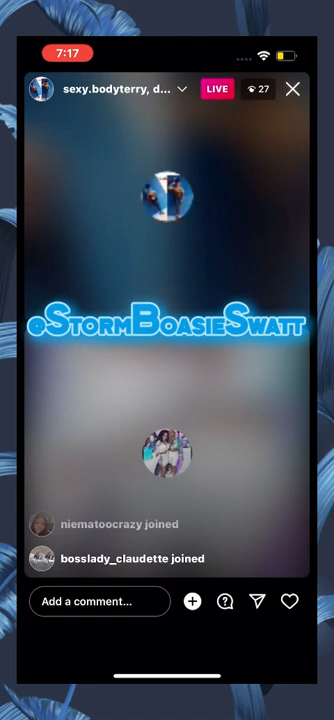 7:17
sexy.bodyterry, d...
LIVE
27
@StormBoasieSwatt
niematoocrazy joined
bosslady_claudette joined
Add a comment...